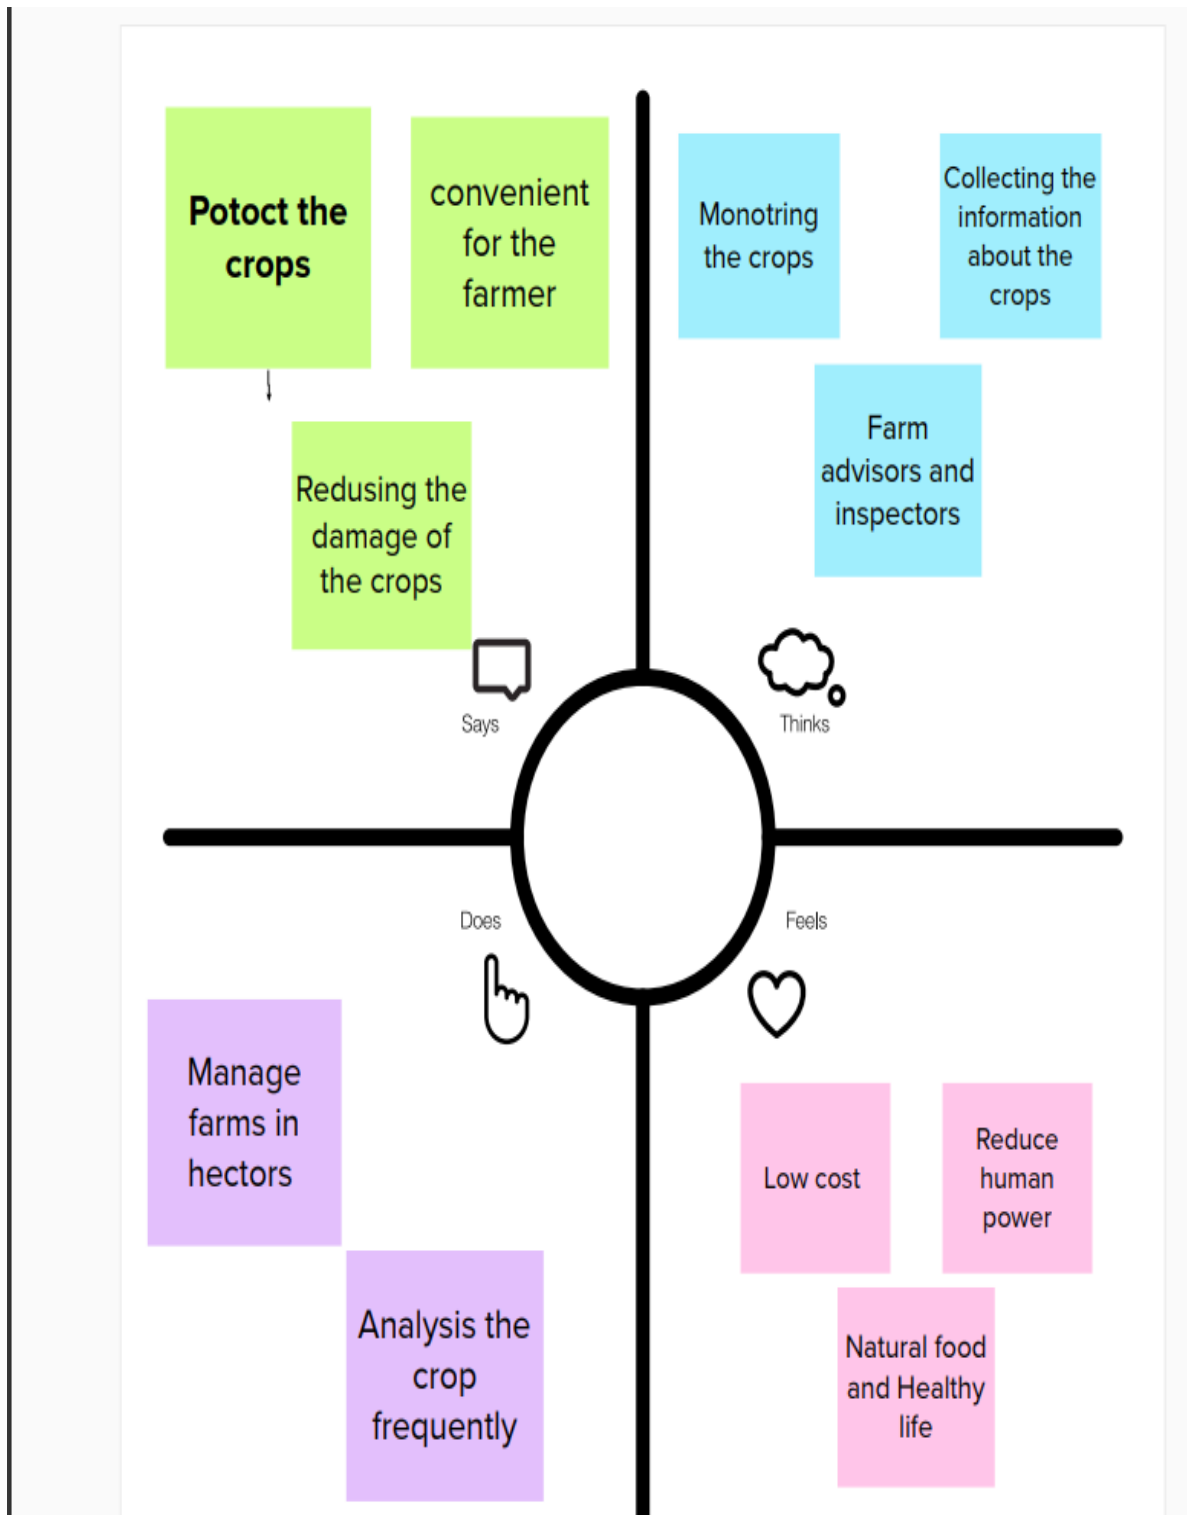 Potoct the
crops
convenient
for the
farmer
Redusing the
damage of
the crops
Says
Monotring
the crops
Collecting the
information
about the
crops
Farm
advisors and
inspectors
Thinks
Does
Manage
farms in
hectors
Analysis the
crop
frequently
Feels
Low cost
Reduce
human
power
Natural food
and Healthy
life